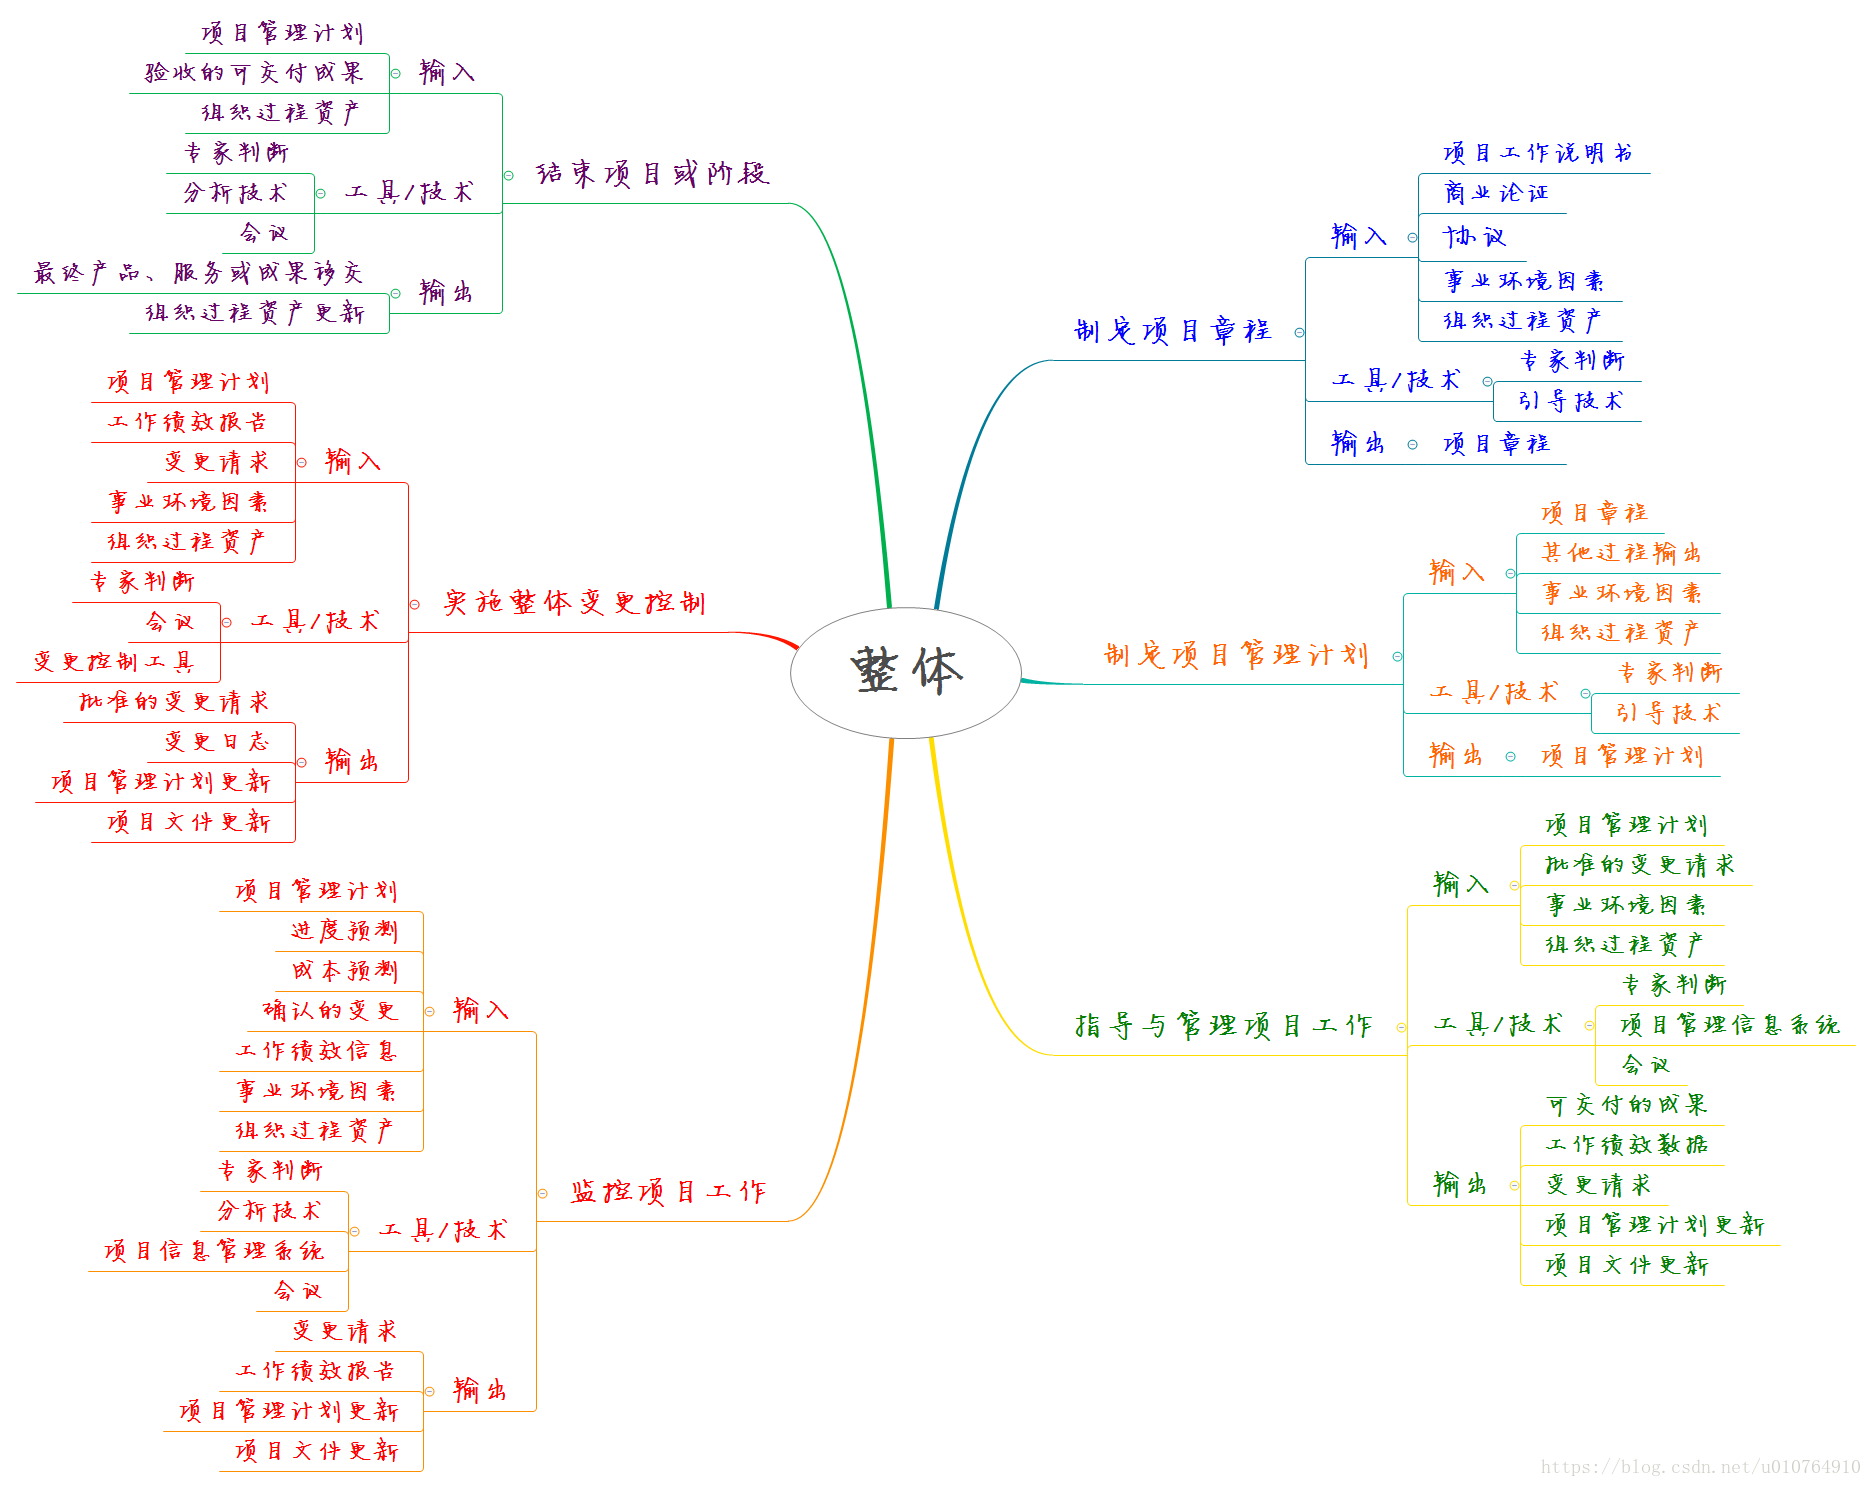 整体
制定项目章程
输入
项目工作说明书
商业论证
协议
事业环境因素
组织过程资产
工具/技术
专家判断
引导技术
输出
项目章程
制定项目管理计划
输入
项目章程
其他过程输出
事业环境因素
组织过程资产
工具/技术
专家判断
引导技术
输出
项目管理计划
指导与管理项目工作
输入
项目管理计划
批准的变更请求
事业环境因素
组织过程资产
工具/技术
专家判断
项目管理信息系统
会议
输出
可交付的成果
工作绩效数据
变更请求
项目管理计划更新
项目文件更新
监控项目工作
输入
项目管理计划
进度预测
成本预测
确认的变更
工作绩效信息
事业环境因素
组织过程资产
工具/技术
专家判断
分析技术
项目信息管理系统
会议
输出
变更请求
工作绩效报告
项目管理计划更新
项目文件更新
实施整体变更控制
输入
项目管理计划
工作绩效报告
变更请求
事业环境因素
组织过程资产
工具/技术
专家判断
会议
变更控制工具
输出
批准的变更请求
变更日志
项目管理计划更新
项目文件更新
结束项目或阶段
输入
项目管理计划
验收的可交付成果
组织过程资产
工具/技术
专家判断
分析技术
会议
输出
最终产品、服务或成果移交
组织过程资产更新
https://blog.csdn.net/u010764910